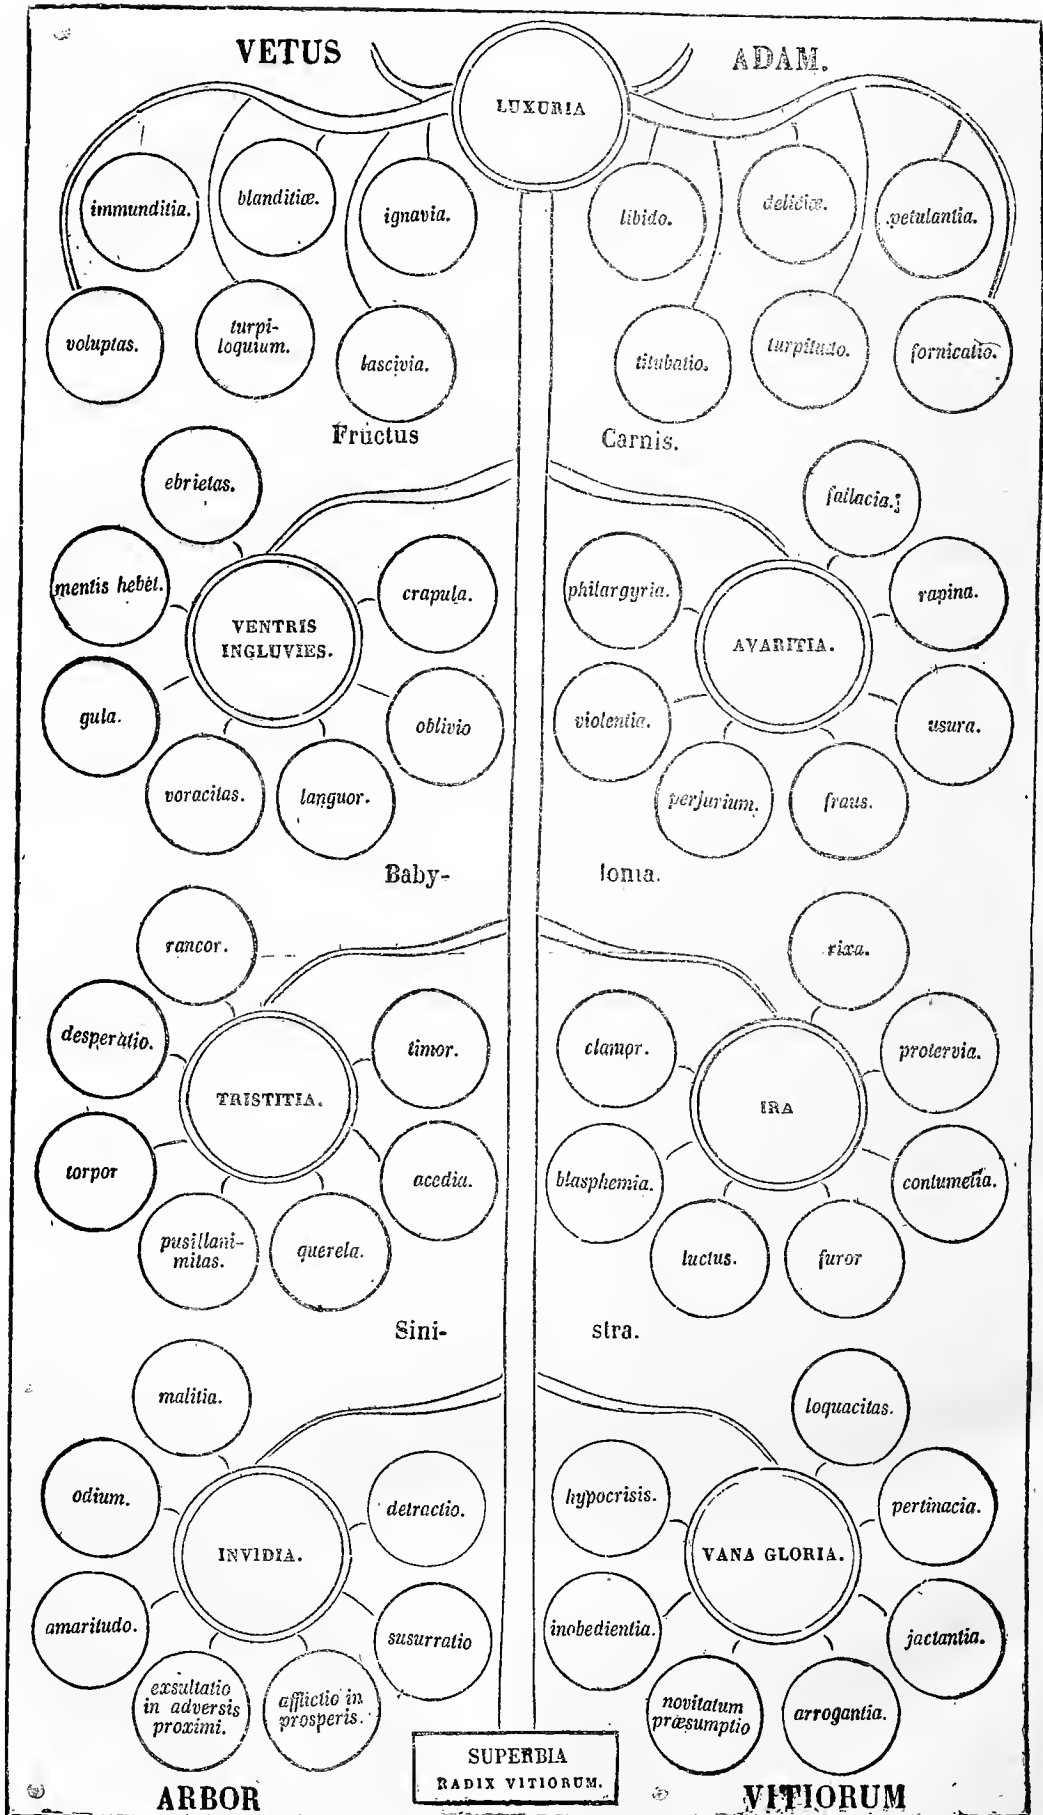 VETUS
ADAM.
LUXURIA
immunditia.
blanditiæ.
ignavia.
libido.
deliciæ.
petulantia.
voluptas.
turpi-
loquium.
lascivia.
titubatio.
turpitudo.
fornicatio.
Fructus
Carnis.
ebrietas.
mentis hebet.
crapula.
VENTRIS
INGLUVIES.
gula.
oblivio
voracitas.
languor.
fallacia.
philargyria.
rapina.
AVARITIA.
violentia.
usura.
perjurium.
fraus.
Baby-
lonia.
rancor.
desperatio.
timor.
TRISTITIA.
torpor
acedia.
pusillani-
mitas.
querela.
rixa.
clamor.
protervia.
IRA
blasphemia.
contumelia.
luctus.
furor
Sini-
stra.
malitia.
odium.
detractio.
INVIDIA.
amaritudo.
susurratio
exsultatio
in adversis
proximi.
afflictio in
prosperis.
loquacitas.
hypocrisis.
pertinacia.
VANA GLORIA.
inobedientia.
jactantia.
novitatum
præsumptio
arrogantia.
SUPERBIA
RADIX VITIORUM.
ARBOR
VITIORUM